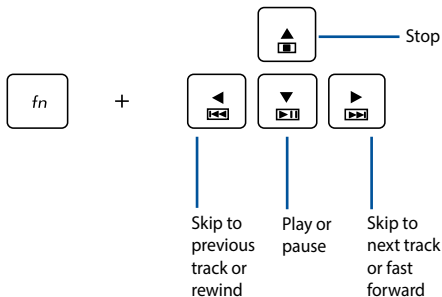 Stop
fn
+
Skip to
previous
track or
rewind
Play or
pause
Skip to
next track
or fast
forward